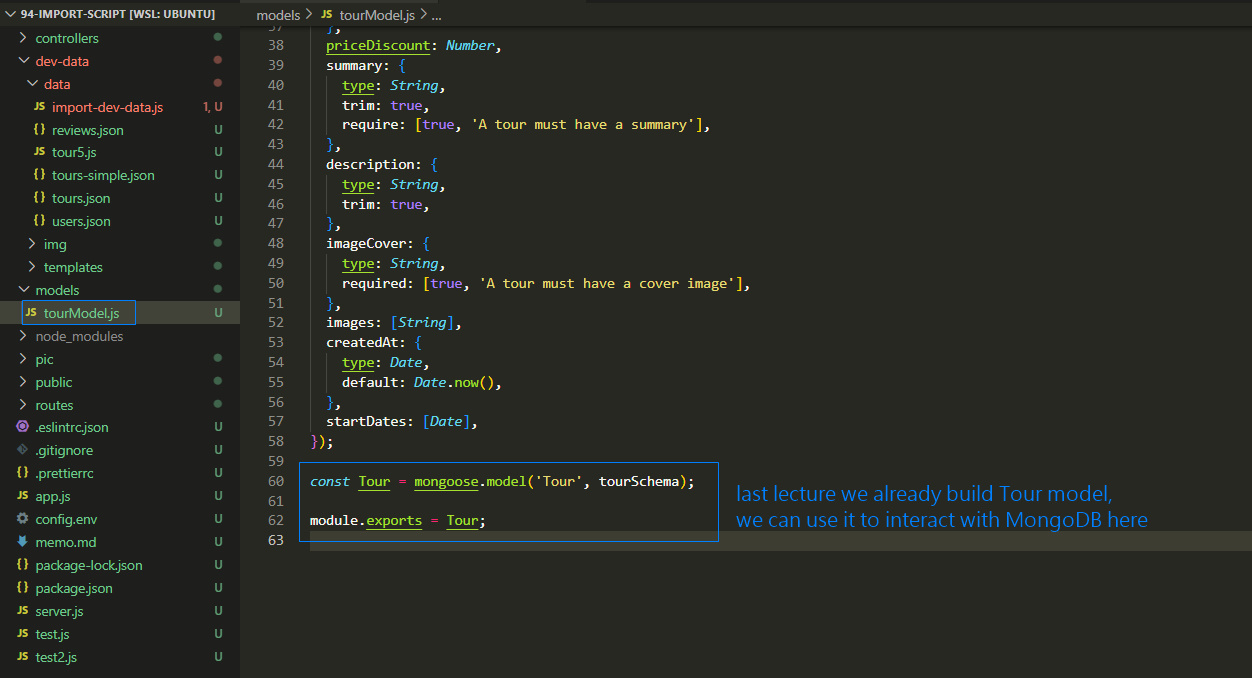 94-IMPORT-SCRIPT [WSL: UBUNTU]
controllers
dev-data
data
JS import-dev-data.js 1, U
{} reviews.json U
JS tour5.js U
{} tours-simple.json U
{} tours.json U
{} users.json U
img
templates
models
JS tourModel.js U
node_modules
pic
public
routes
.eslintrc.json U
.gitignore U
{} .prettierrc U
JS app.js U
config.env U
memo.md U
{} package-lock.json U
{} package.json U
JS server.js U
JS test.js U
JS test2.js U
models > JS tourModel.js > ...
37 },
38 priceDiscount: Number,
39 summary: {
40 type: String,
41 trim: true,
42 require: [true, 'A tour must have a summary'],
43 },
44 description: {
45 type: String,
46 trim: true,
47 },
48 imageCover: {
49 type: String,
50 required: [true, 'A tour must have a cover image'],
51 },
52 images: [String],
53 createdAt: {
54 type: Date,
55 default: Date.now(),
56 },
57 startDates: [Date],
58 });
59
60 const Tour = mongoose.model('Tour', tourSchema);
61
62 module.exports = Tour;
63
last lecture we already build Tour model,
we can use it to interact with MongoDB here